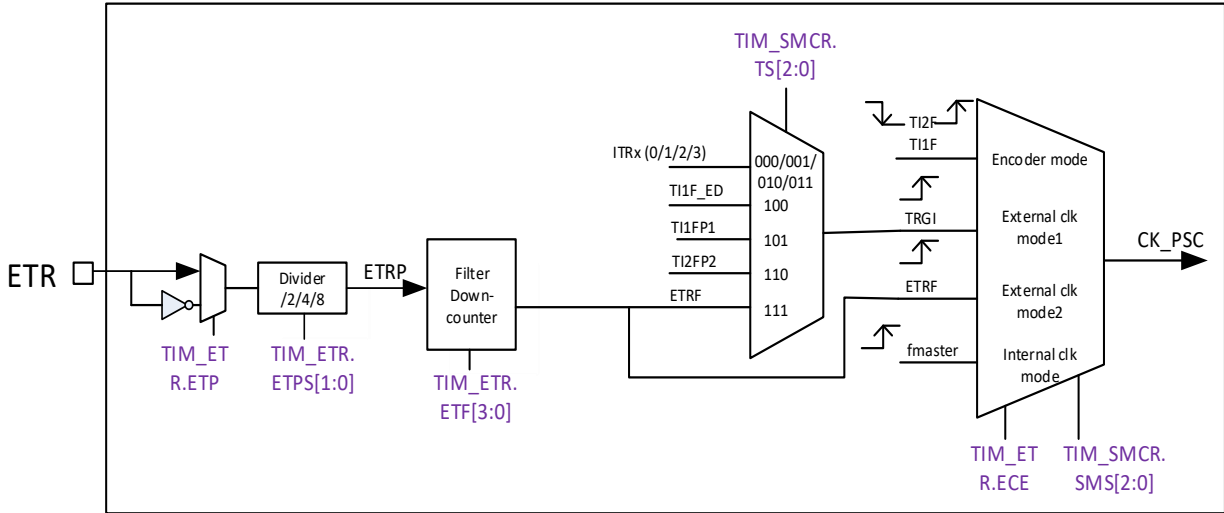 TIM_SMCR.
TS[2:0]
ITRx (0/1/2/3)
000/001/
010/011
TI1F_ED
100
TI1FP1
101
TI2FP2
110
ETRF
111
TI2F
TI1F
Encoder mode
TRGI
External clk
mode1
ETRF
External clk
mode2
fmaster
Internal clk
mode
CK_PSC
ETR
Divider
/2/4/8
ETRP
Filter
Down-
counter
TIM_ET
R.ETP
TIM_ETR.
ETPS[1:0]
TIM_ETR.
ETF[3:0]
TIM_ET
R.ECE
TIM_SMCR.
SMS[2:0]